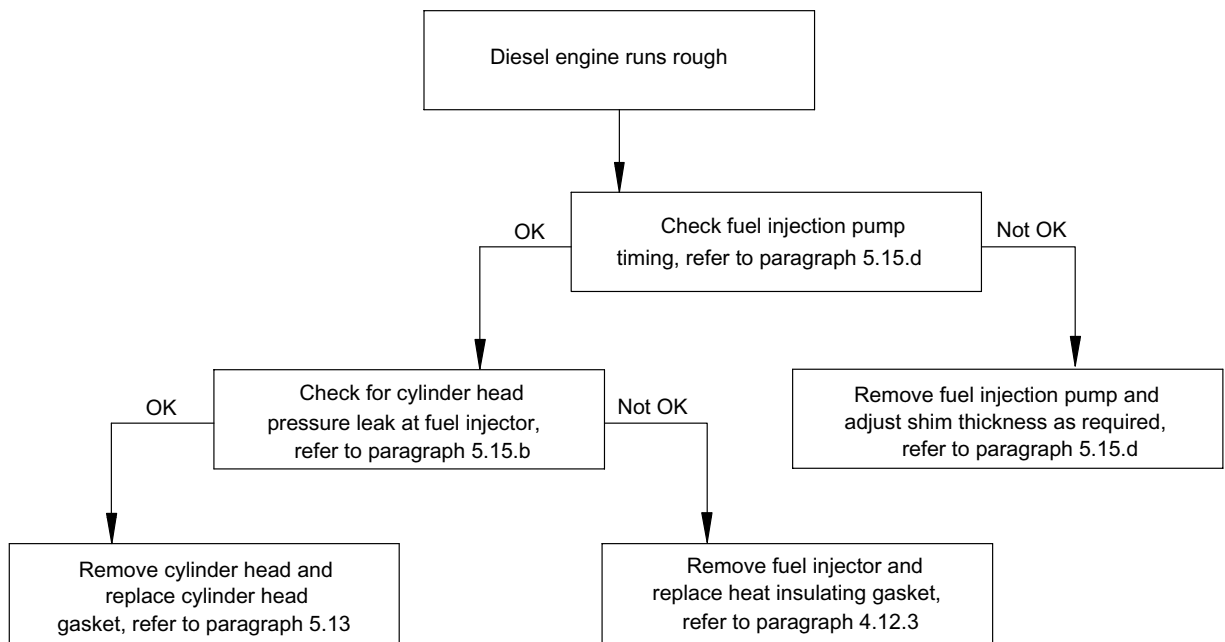 Diesel engine runs rough
Check fuel injection pump
timing, refer to paragraph 5.15.d
OK
Not OK
Check for cylinder head
pressure leak at fuel injector,
refer to paragraph 5.15.b
Remove fuel injection pump and
adjust shim thickness as required,
refer to paragraph 5.15.d
OK
Not OK
Remove cylinder head and
replace cylinder head
gasket, refer to paragraph 5.13
Remove fuel injector and
replace heat insulating gasket,
refer to paragraph 4.12.3